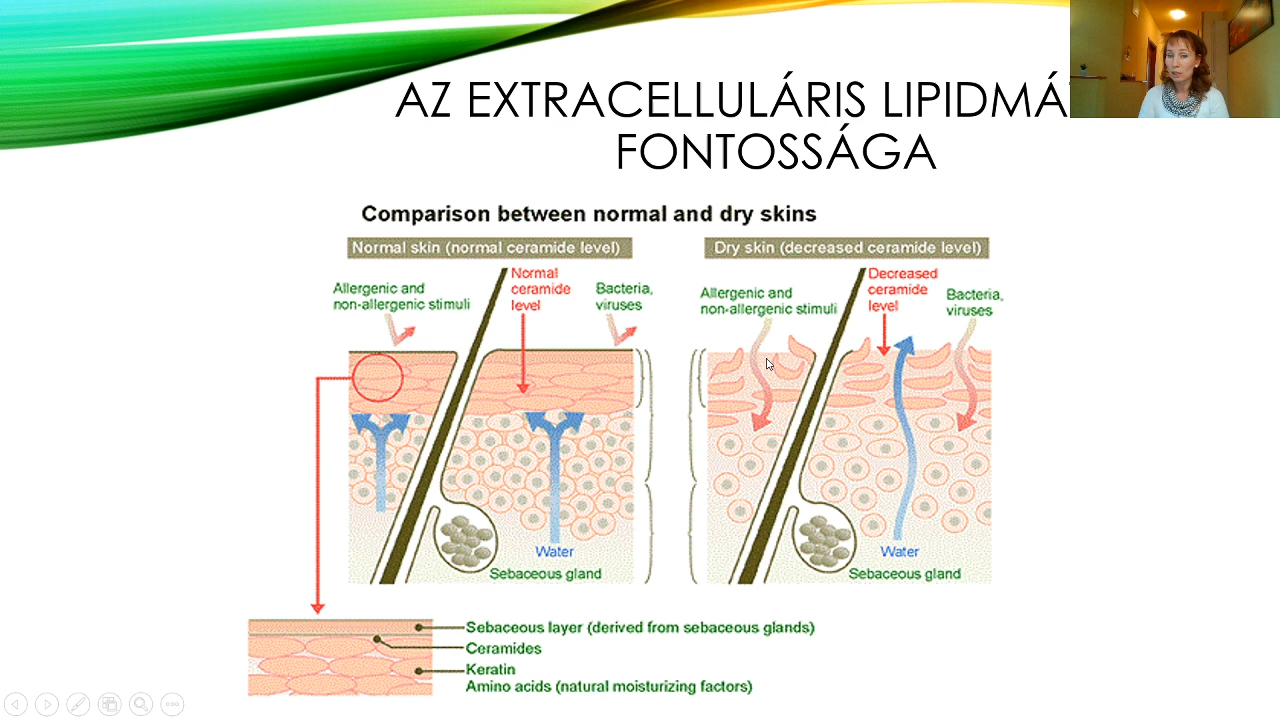 AZ EXTRACELLULÁRIS
FONTOSSÁGA
Comparison between normal and dry skins
Normal skin (normal ceramide level)
Dry skin (decreased ceramide level)
Allergenic and
non-allergenic stimuli
Normal
ceramide
level
Bacteria,
viruses
Allergenic and
non-allergenic stimuli
Decreased
ceramide
level
Bacteria,
viruses
Water
Sebaceous gland
Water
Sebaceous gland
Sebaceous layer (derived from sebaceous glands)
Ceramides
Keratin
Amino acids (natural moisturizing factors)